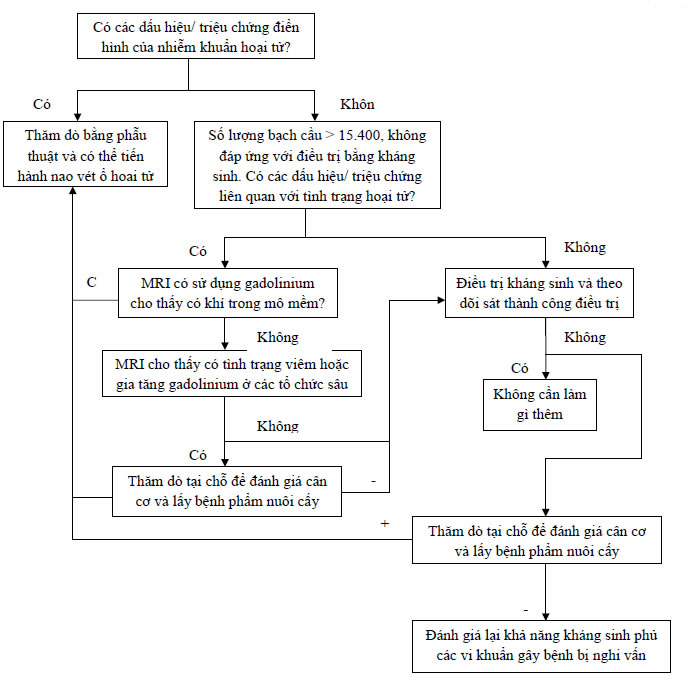 Có các dấu hiệu/ triệu chứng điển
hình của nhiễm khuẩn hoại tử?
Có
Khôn
Thăm dò bằng phẫu
thuật và có thể tiến
hành nao vét ổ hoại tử
Số lượng bạch cầu > 15.400, không
đáp ứng với điều trị bằng kháng
sinh. Có các dấu hiệu/ triệu chứng
liên quan với tình trạng hoại tử?
Có
Không
C
MRI có sử dụng gadolinium
cho thấy có khí trong mô mềm?
Điều trị kháng sinh và theo
dõi sát thành công điều trị
Không
Không
MRI cho thấy có tình trạng viêm hoặc
gia tăng gadolinium ở các tổ chức sâu
Có
Không cần làm
gì thêm
Không
Có
Thăm dò tại chỗ để đánh giá cân
cơ và lấy bệnh phẩm nuôi cấy
-
+
Thăm dò tại chỗ để đánh giá cân cơ
và lấy bệnh phẩm nuôi cấy
-
Đánh giá lại khả năng kháng sinh phủ
các vi khuẩn gây bệnh bị nghi vấn